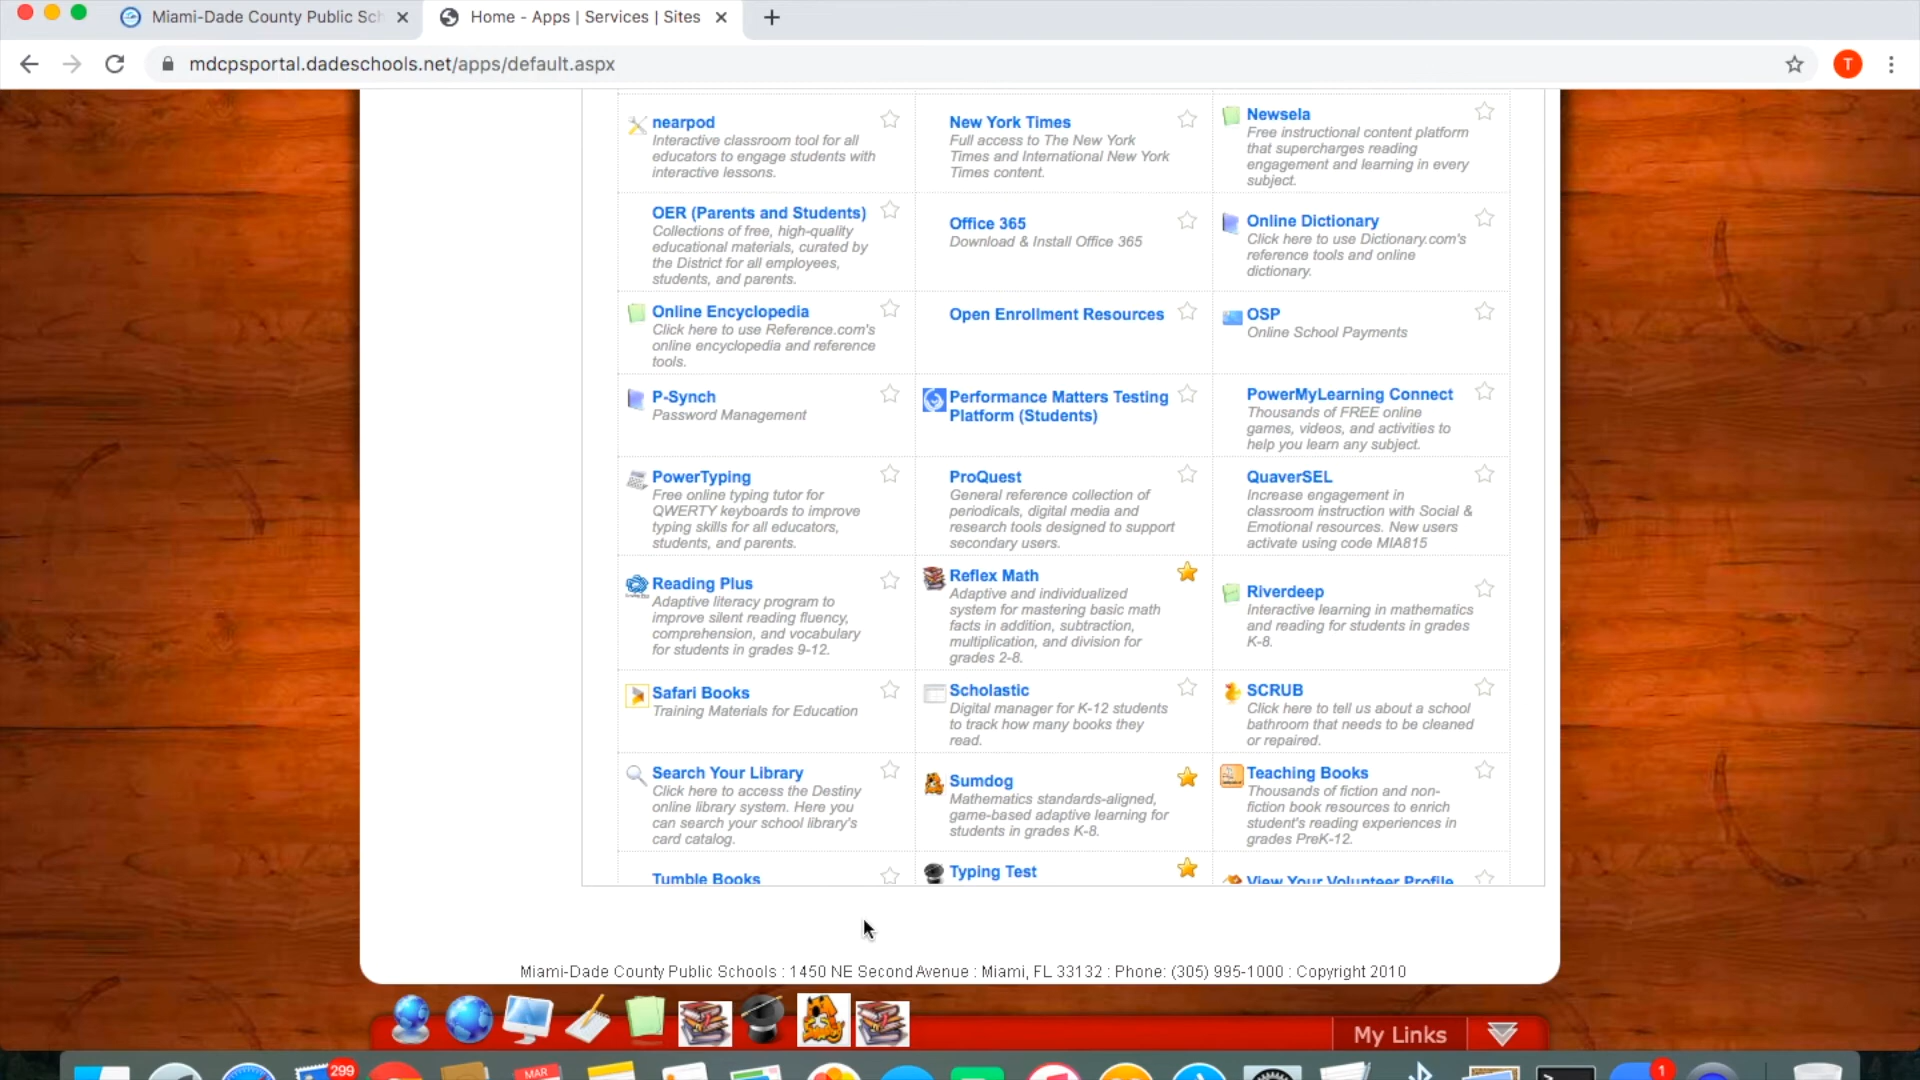 Miami-Dade County Public Sch
Home - Apps | Services | Sites
mdcpsportal.dadeschools.net/apps/default.aspx
T
nearpod
Interactive classroom tool for all
educators to engage students with
interactive lessons.
New York Times
Full access to The New York
Times and International New York
Times content.
Newsela
Free instructional content platform
that supercharges reading
engagement and learning in every
subject.
OER (Parents and Students)
Collections of free, high-quality
educational materials, curated by
the District for all employees,
students, and parents.
Office 365
Download & Install Office 365
Online Dictionary
Click here to use Dictionary.com's
reference tools and online
dictionary.
Online Encyclopedia
Click here to use Reference.com's
online encyclopedia and reference
tools.
Open Enrollment Resources
OSP
Online School Payments
P-Synch
Password Management
Performance Matters Testing
Platform (Students)
PowerMyLearning Connect
Thousands of FREE online
games, videos, and activities to
help you learn any subject.
PowerTyping
Free online typing tutor for
QWERTY keyboards to improve
typing skills for all educators,
students, and parents.
ProQuest
General reference collection of
periodicals, digital media and
research tools designed to support
secondary users.
QuaverSEL
Increase engagement in
classroom instruction with Social &
Emotional resources. New users
activate using code MIA815
Reading Plus
Adaptive literacy program to
improve silent reading fluency,
comprehension, and vocabulary
for students in grades 9-12.
Reflex Math
Adaptive and individualized
system for mastering basic math
facts in addition, subtraction,
multiplication, and division for
grades 2-8.
Riverdeep
Interactive learning in mathematics
and reading for students in grades
K-8.
Safari Books
Training Materials for Education
Scholastic
Digital manager for K-12 students
to track how many books they
read.
SCRUB
Click here to tell us about a school
bathroom that needs to be cleaned
or repaired.
Search Your Library
Click here to access the Destiny
online library system. Here you
can search your school library's
card catalog.
Sumdog
Mathematics standards-aligned,
game-based adaptive learning for
students in grades K-8.
Teaching Books
Thousands of fiction and non-
fiction book resources to enrich
student's reading experiences in
grades PreK-12.
Tumble Books
Typing Test
View Your Volunteer Profile
Miami-Dade County Public Schools : 1450 NE Second Avenue : Miami, FL 33132 : Phone: (305) 995-1000 : Copyright 2010
My Links
299
MAR
1